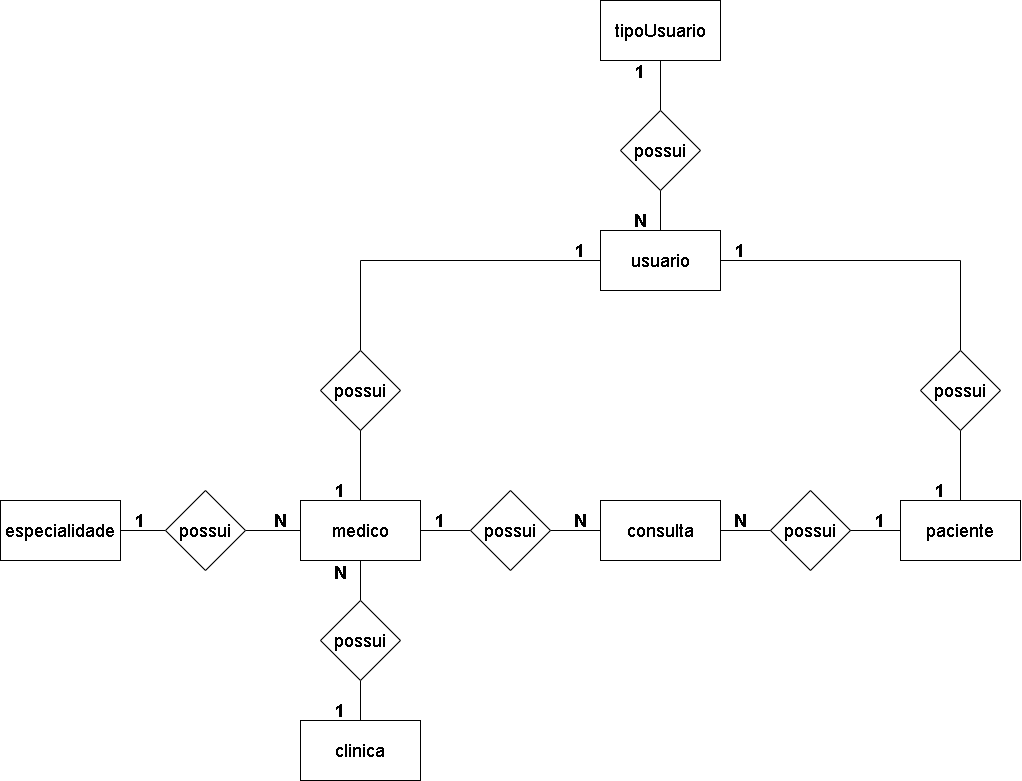 tipoUsuario
1
possui
N
1
usuario
1
possui
possui
1
1
especialidade
1
possui
N
medico
1
possui
N
consulta
N
possui
1
paciente
N
possui
1
clinica